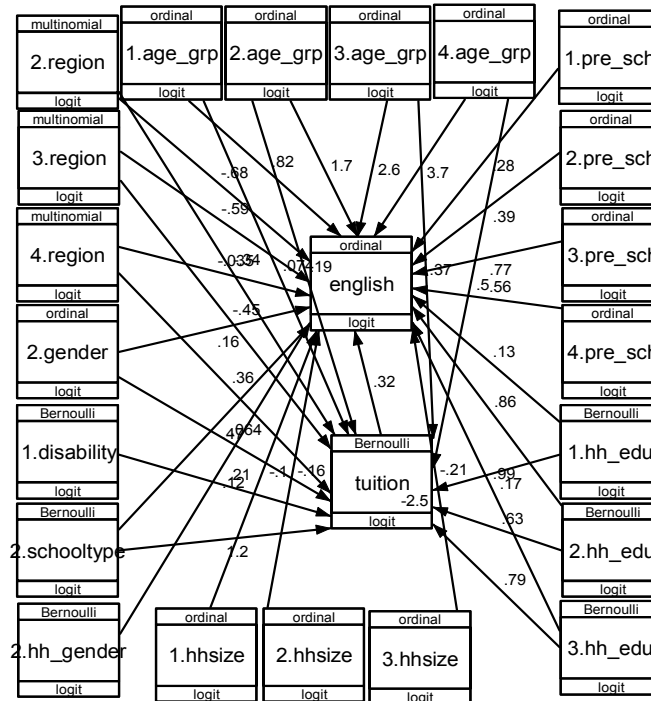 multinomial
2.region
logit
ordinal
1.age_grp
logit
ordinal
2.age_grp
logit
ordinal
3.age_grp
logit
ordinal
4.age_grp
logit
ordinal
1.pre_sch
logit
multinomial
3.region
logit
ordinal
2.pre_sch
logit
multinomial
4.region
logit
ordinal
3.pre_sch
logit
ordinal
2.gender
logit
ordinal
4.pre_sch
logit
Bernoulli
1.disability
logit
Bernoulli
1.hh_edu
logit
Bernoulli
2.schooltype
logit
Bernoulli
2.hh_edu
logit
Bernoulli
2.hh_gender
logit
Bernoulli
3.hh_edu
logit
ordinal
1.hhsize
logit
ordinal
2.hhsize
logit
ordinal
3.hhsize
logit
ordinal
english
logit
Bernoulli
tuition
-2.5
logit
-.68
.82
1.7
2.6
3.7
.28
-.59
.39
.19
.37
.77
.56
-.45
.16
.36
.32
.13
.86
.21
.12
-.1
-.16
-.21
.99
.17
.63
1.2
.79